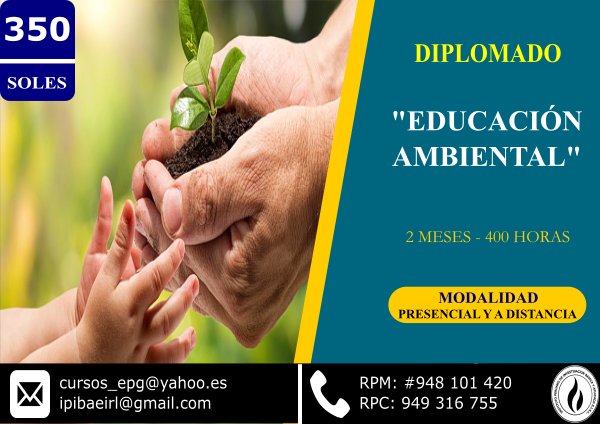 350
SOLES
DIPLOMADO
"EDUCACIÓN
AMBIENTAL"
2 MESES - 400 HORAS
MODALIDAD
PRESENCIAL Y A DISTANCIA
cursos_epg@yahoo.es
ipibaeirl@gmail.com
RPM: #948 101 420
RPC: 949 316 755